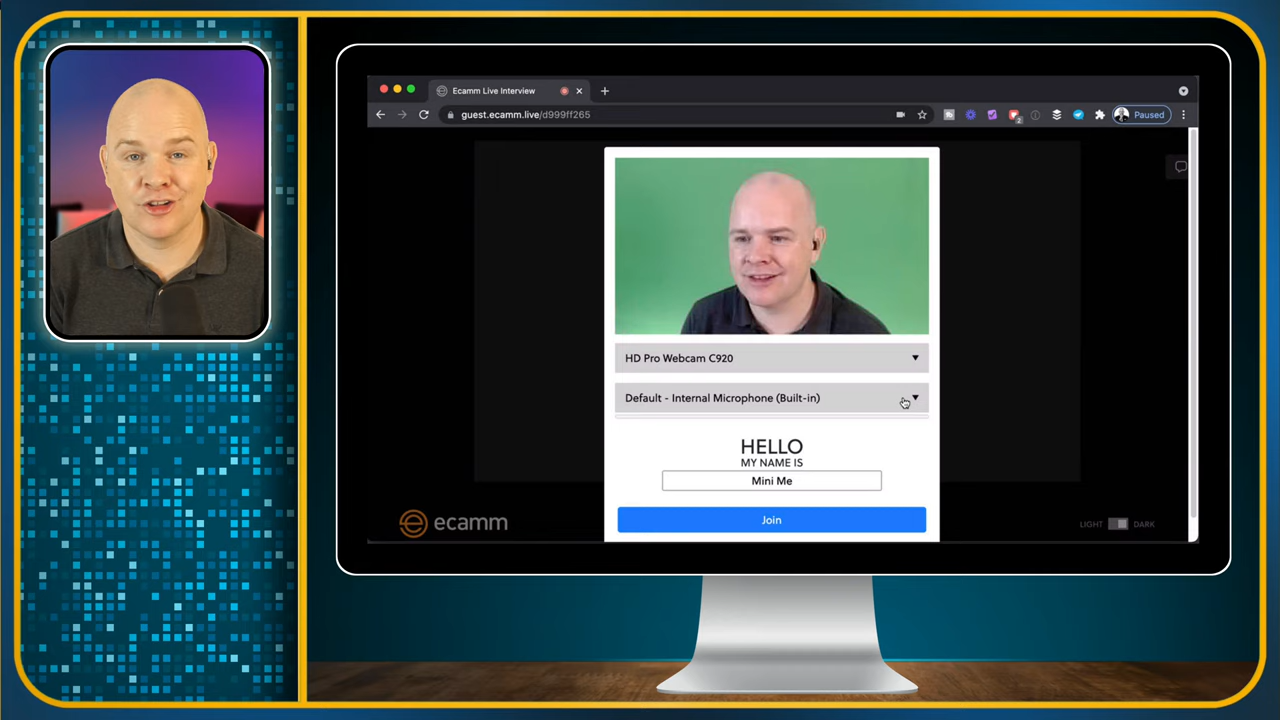 Ecamm Live Interview
guest.ecamm.live/d999ff265
2
Paused
HD Pro Webcam C920
Default - Internal Microphone (Built-in)
HELLO
MY NAME IS
Mini Me
Join
ecamm
LIGHT DARK